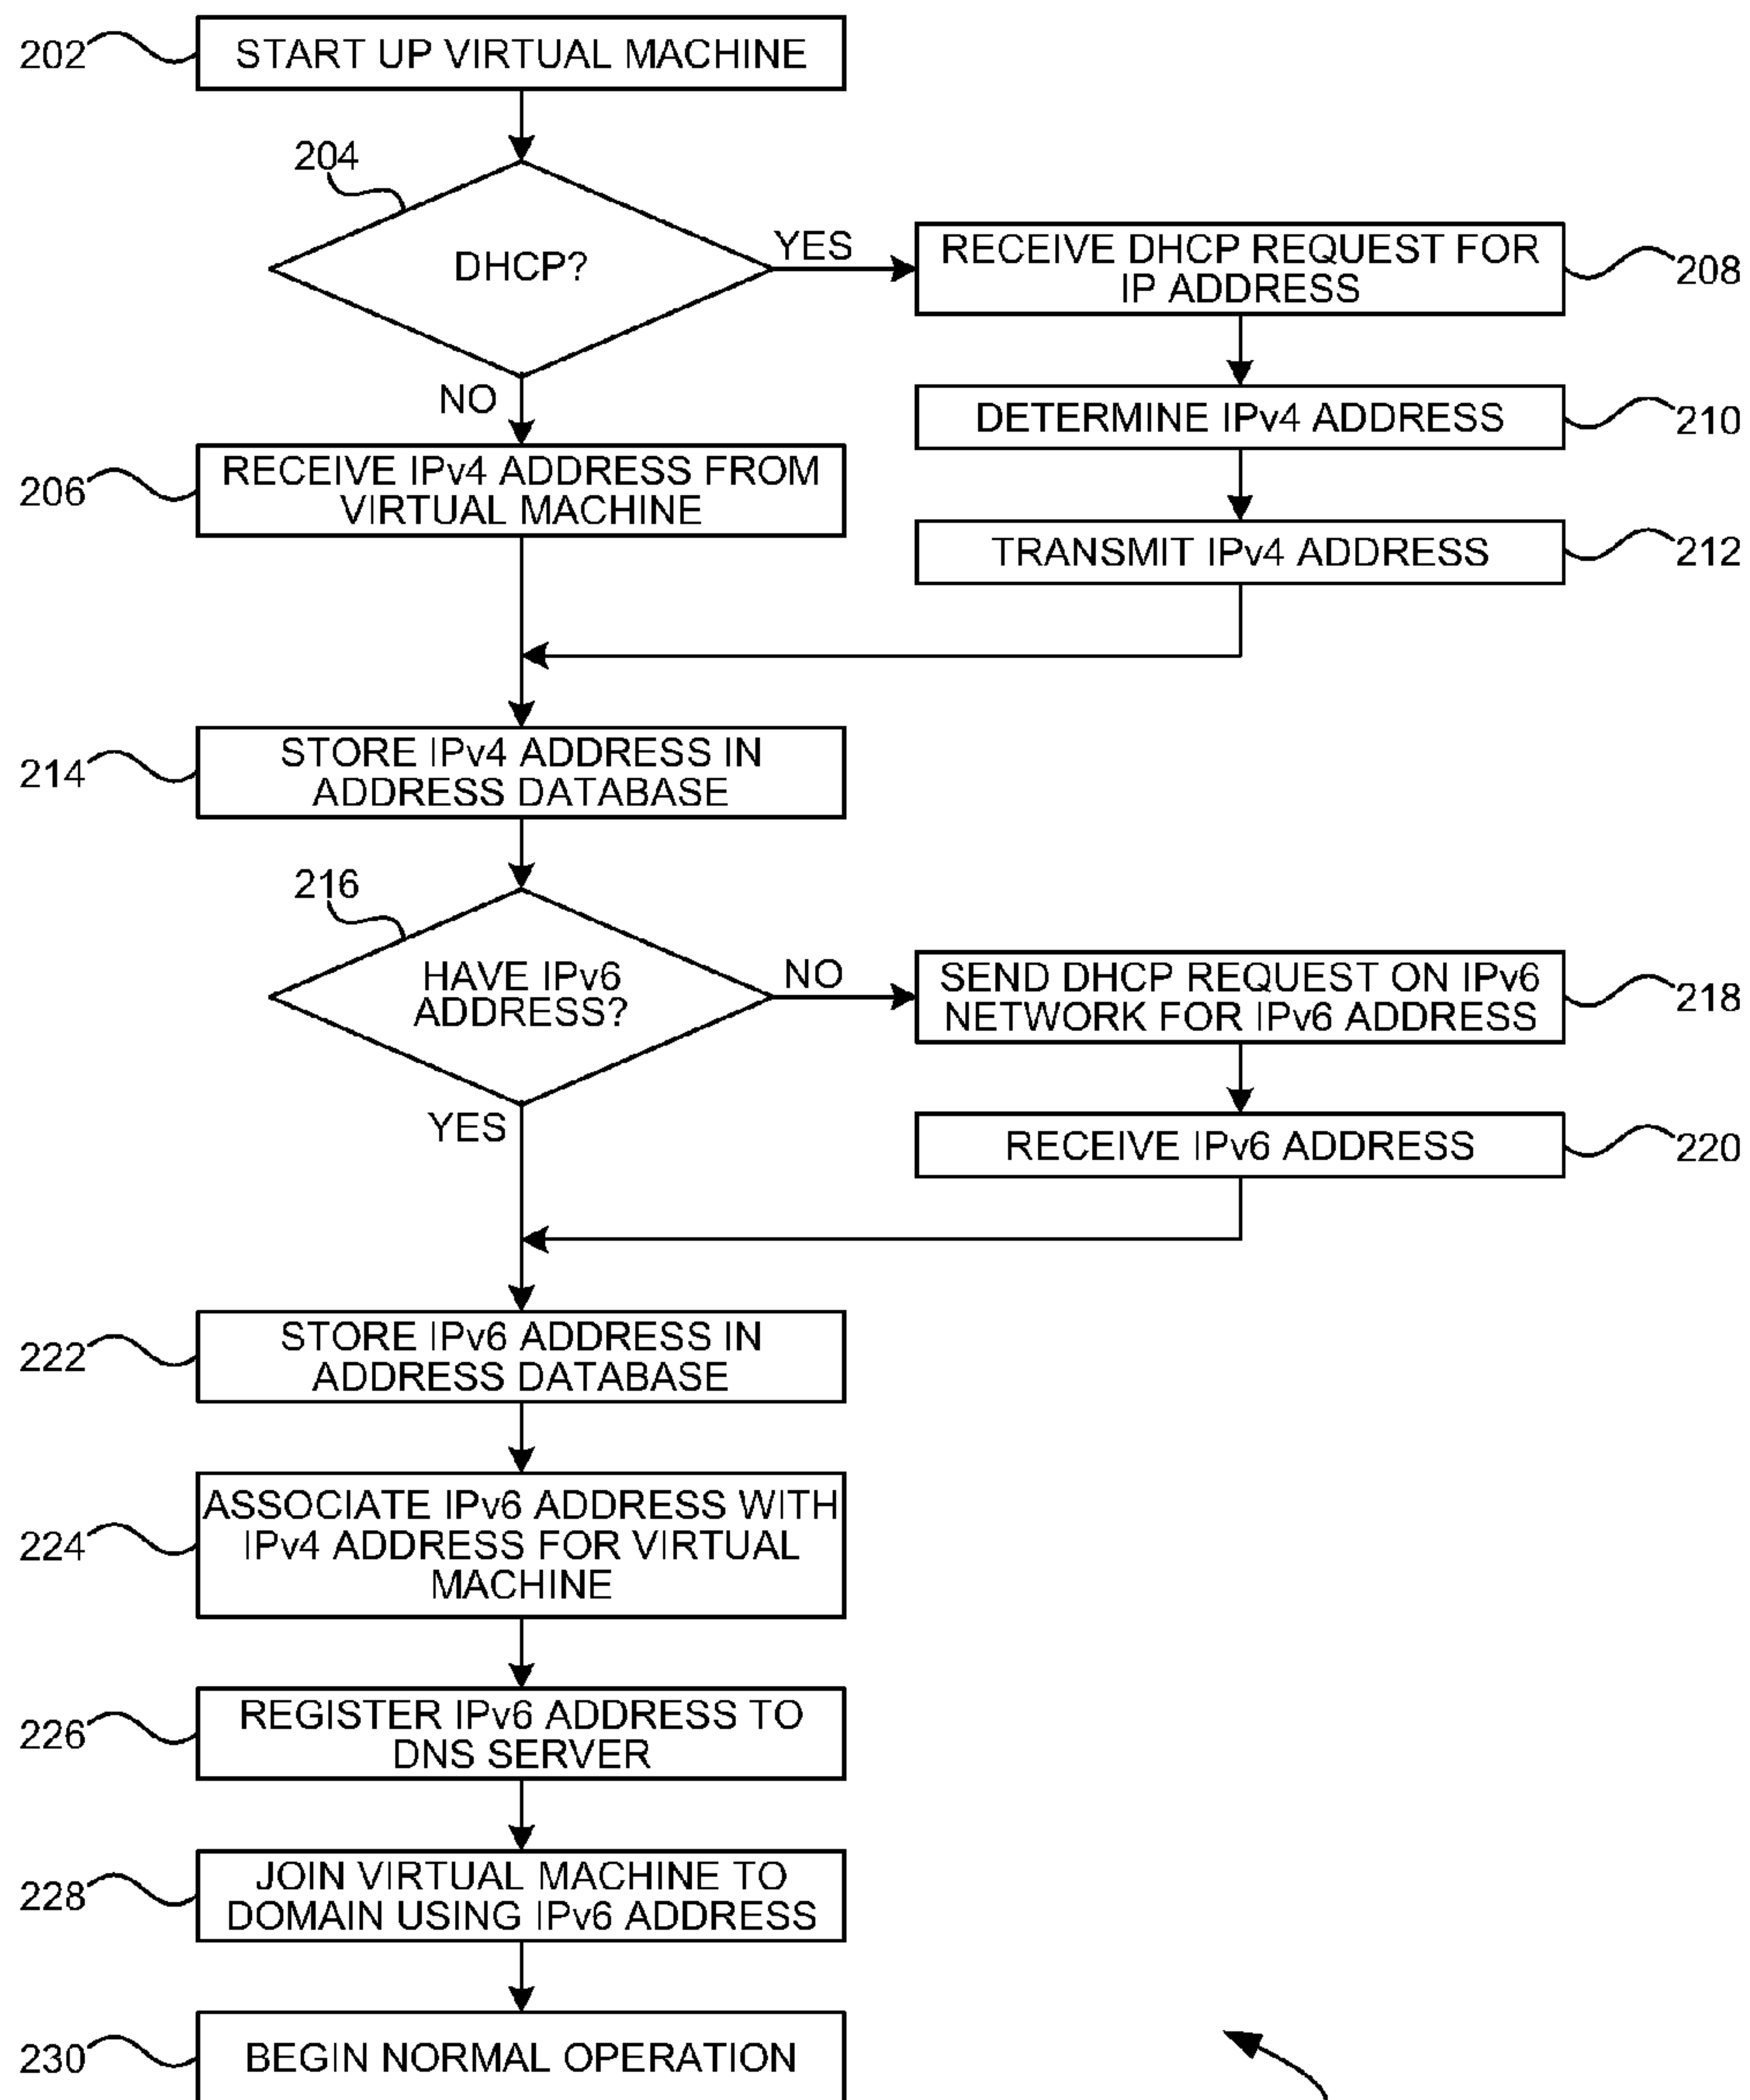 202
START UP VIRTUAL MACHINE
204
DHCP?
YES
RECEIVE DHCP REQUEST FOR
IP ADDRESS
208
NO
DETERMINE IPv4 ADDRESS
210
206
RECEIVE IPv4 ADDRESS FROM
VIRTUAL MACHINE
TRANSMIT IPv4 ADDRESS
212
214
STORE IPv4 ADDRESS IN
ADDRESS DATABASE
216
HAVE IPv6
ADDRESS?
NO
SEND DHCP REQUEST ON IPv6
NETWORK FOR IPv6 ADDRESS
218
YES
RECEIVE IPv6 ADDRESS
220
222
STORE IPv6 ADDRESS IN
ADDRESS DATABASE
224
ASSOCIATE IPv6 ADDRESS WITH
IPv4 ADDRESS FOR VIRTUAL
MACHINE
226
REGISTER IPv6 ADDRESS TO
DNS SERVER
228
JOIN VIRTUAL MACHINE TO
DOMAIN USING IPv6 ADDRESS
230
BEGIN NORMAL OPERATION